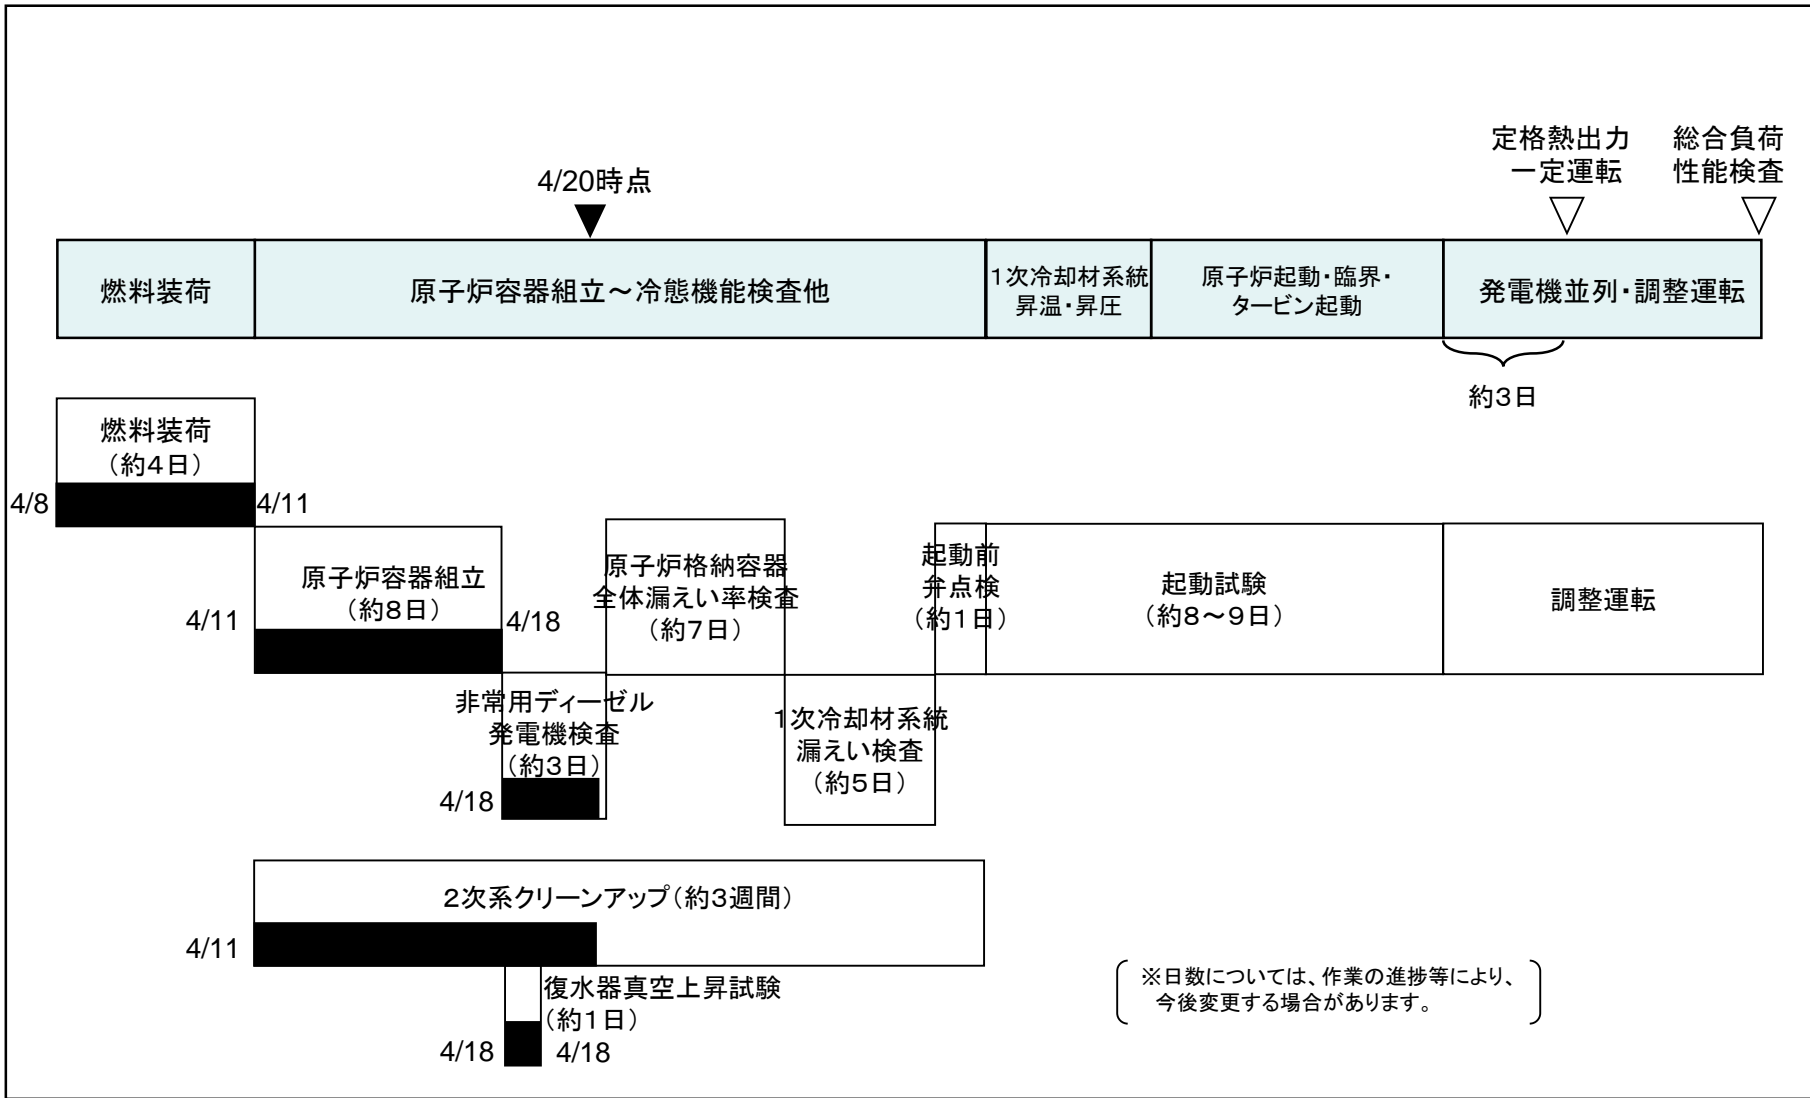 定格熱出力
一定運転
総合負荷
性能検査
4/20時点
燃料装荷
原子炉容器組立～冷態機能検査他
1次冷却材系統
昇温・昇圧
原子炉起動・臨界・
タービン起動
発電機並列・調整運転
約3日
燃料装荷
（約4日）
4/8
4/11
原子炉容器組立
（約8日）
4/11
4/18
原子炉格納容器
全体漏えい率検査
（約7日）
起動前
弁点検
（約1日）
起動試験
（約8～9日）
調整運転
非常用ディーゼル
発電機検査
（約3日）
4/18
1次冷却材系統
漏えい検査
（約5日）
2次系クリーンアップ（約3週間）
4/11
復水器真空上昇試験
（約1日）
4/18
4/18
※日数については、作業の進捗等により、
今後変更する場合があります。